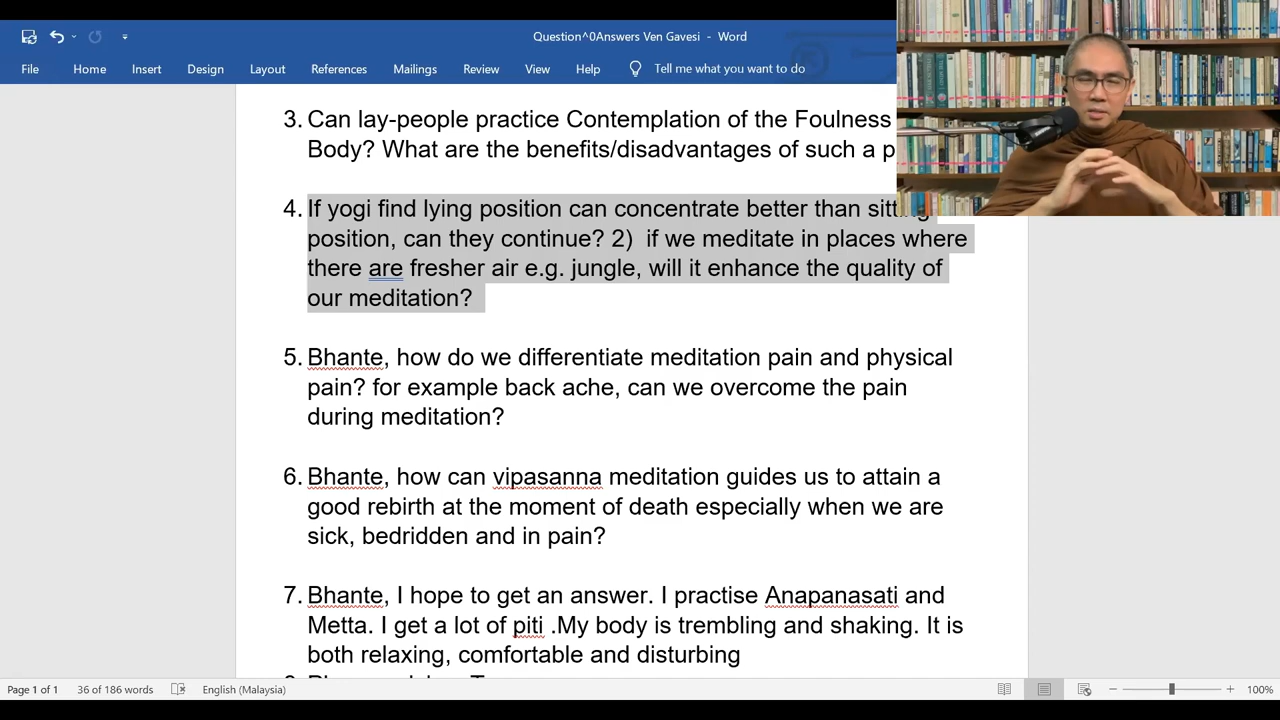 Question^0Answers Ven Gavesi - Word
File Home Insert Design Layout References Mailings Review View Help Tell me what you want to do
3. Can lay-people practice Contemplation of the Foulness
Body? What are the benefits/disadvantages of such a p
4. If yogi find lying position can concentrate better than sitting
position, can they continue? 2) if we meditate in places where
there are fresher air e.g. jungle, will it enhance the quality of
our meditation?
5. Bhante, how do we differentiate meditation pain and physical
pain? for example back ache, can we overcome the pain
during meditation?
6. Bhante, how can vipasanna meditation guides us to attain a
good rebirth at the moment of death especially when we are
sick, bedridden and in pain?
7. Bhante, I hope to get an answer. I practise Anapanasati and
Metta. I get a lot of piti .My body is trembling and shaking. It is
both relaxing, comfortable and disturbing
Page 1 of 1 36 of 186 words English (Malaysia) 100%